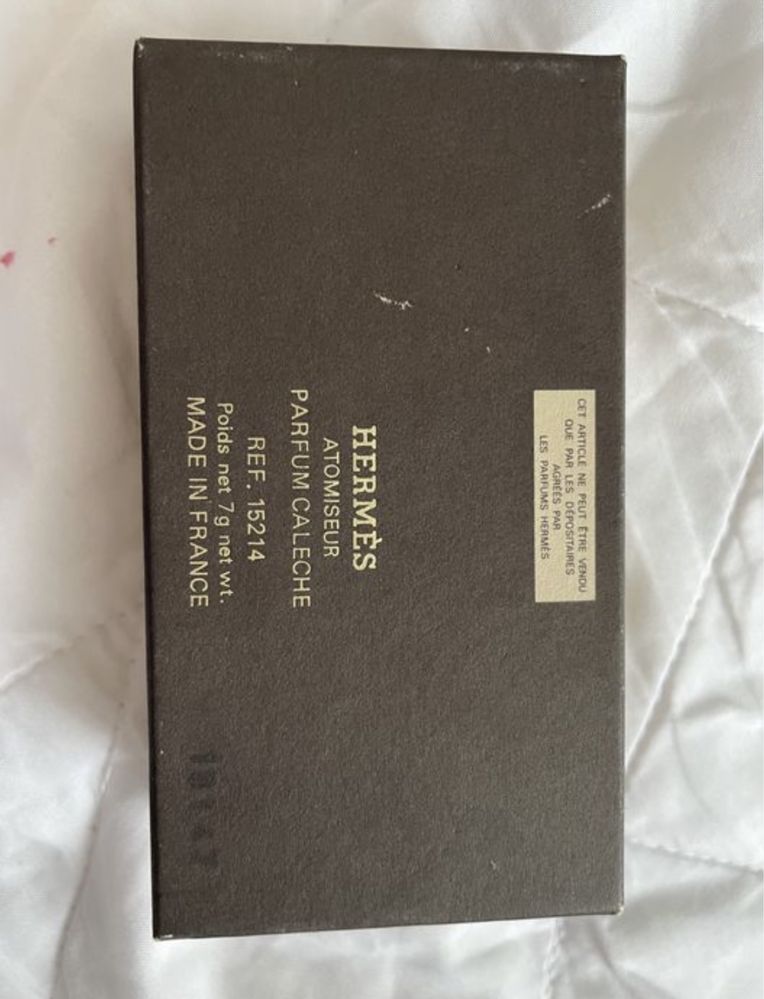 CET ARTICLE NE PEUT ÊTRE VENDU
QUE PAR LES DÉPOSITAIRES
AGRÉÉS PAR
LES PARFUMS HERMÈS
HERMÈS
ATOMISEUR
PARFUM CALECHE
REF. 15214
Poids net 7g net wt.
MADE IN FRANCE